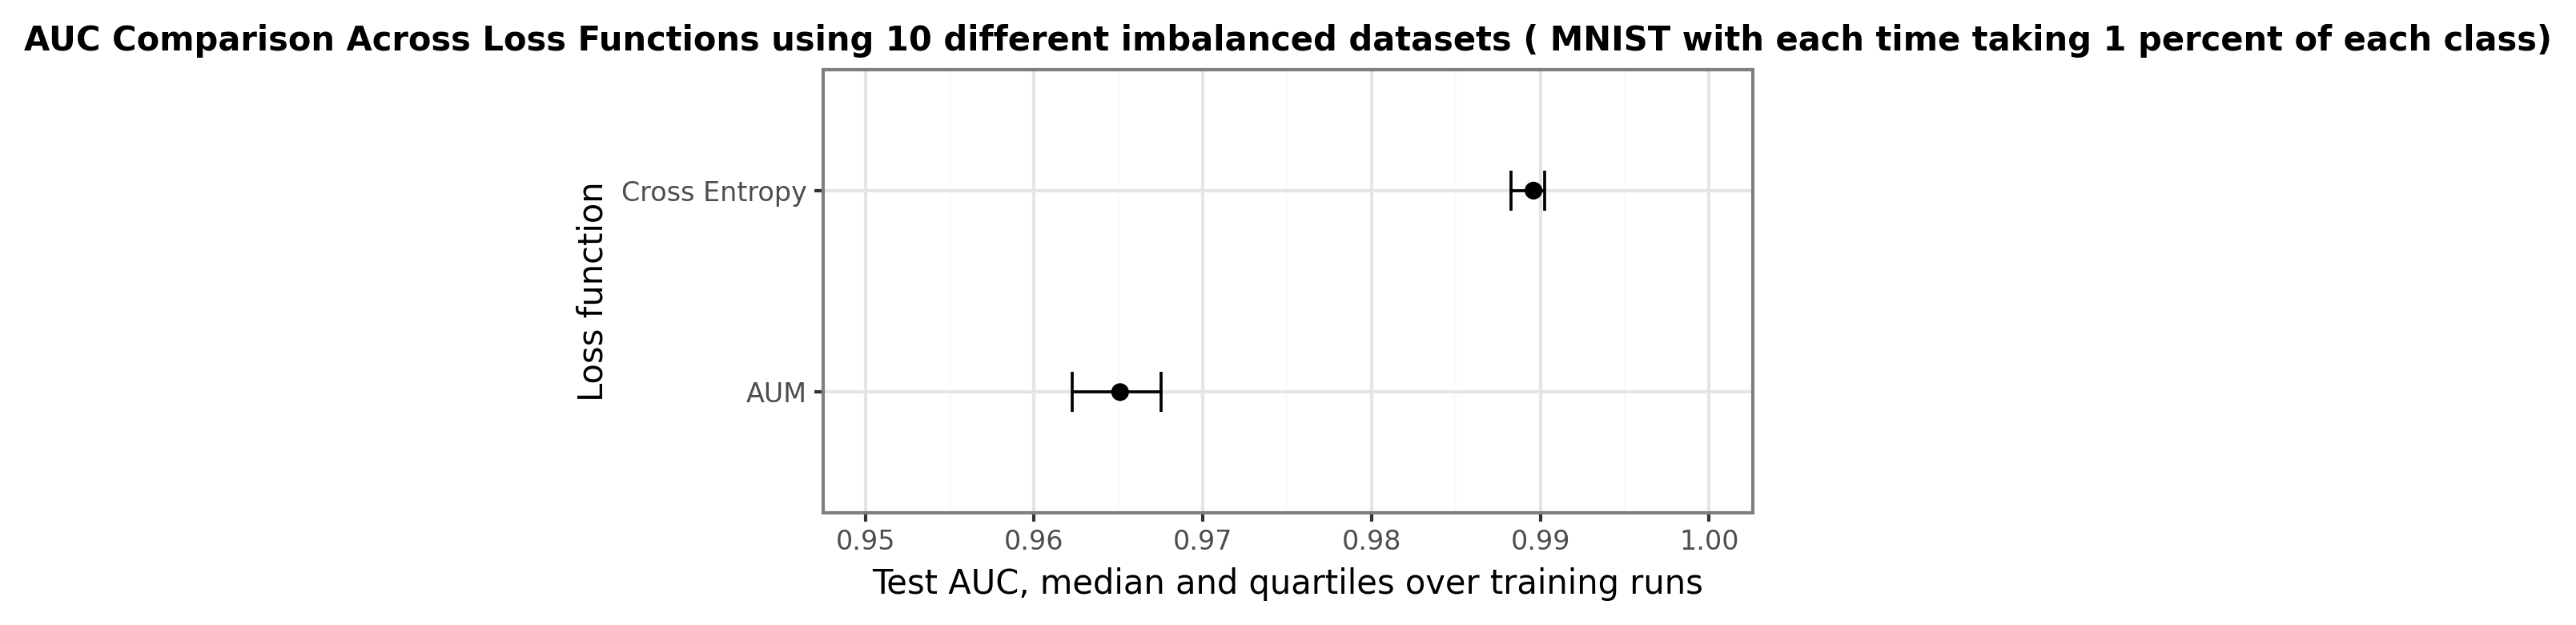 AUC Comparison Across Loss Functions using 10 different imbalanced datasets ( MNIST with each time taking 1 percent of each class)
Loss function
Cross Entropy
AUM
0.95 0.96 0.97 0.98 0.99 1.00
Test AUC, median and quartiles over training runs